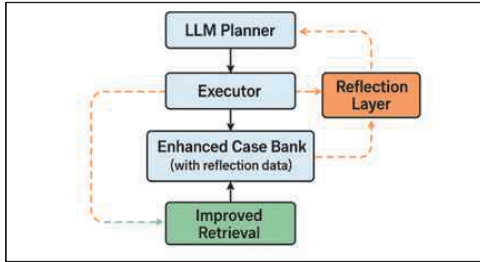 LLM Planner
Executor
Reflection
Layer
Enhanced Case Bank
(with reflection data)
Improved
Retrieval